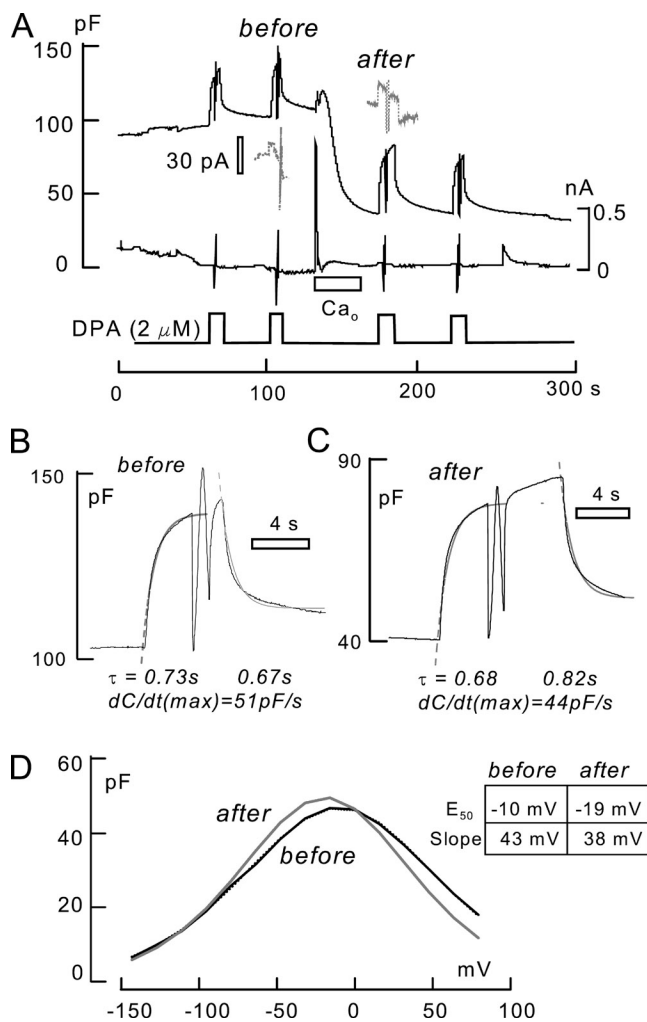 A
pF
before
after
150
100
50
0
30 pA
nA
0.5
0
Caₒ
DPA (2 μM)
0 100 200 300 s
B
before
150
pF
100
4 s
τ = 0.73s 0.67s
dC/dt(max)=51pF/s
C
after
90
pF
40
4 s
τ = 0.68 0.82s
dC/dt(max)=44pF/s
D
pF
60
40
20
0
after
before
-150 -100 -50 0 50 100
mV
before after
E₅₀ -10 mV -19 mV
Slope 43 mV 38 mV